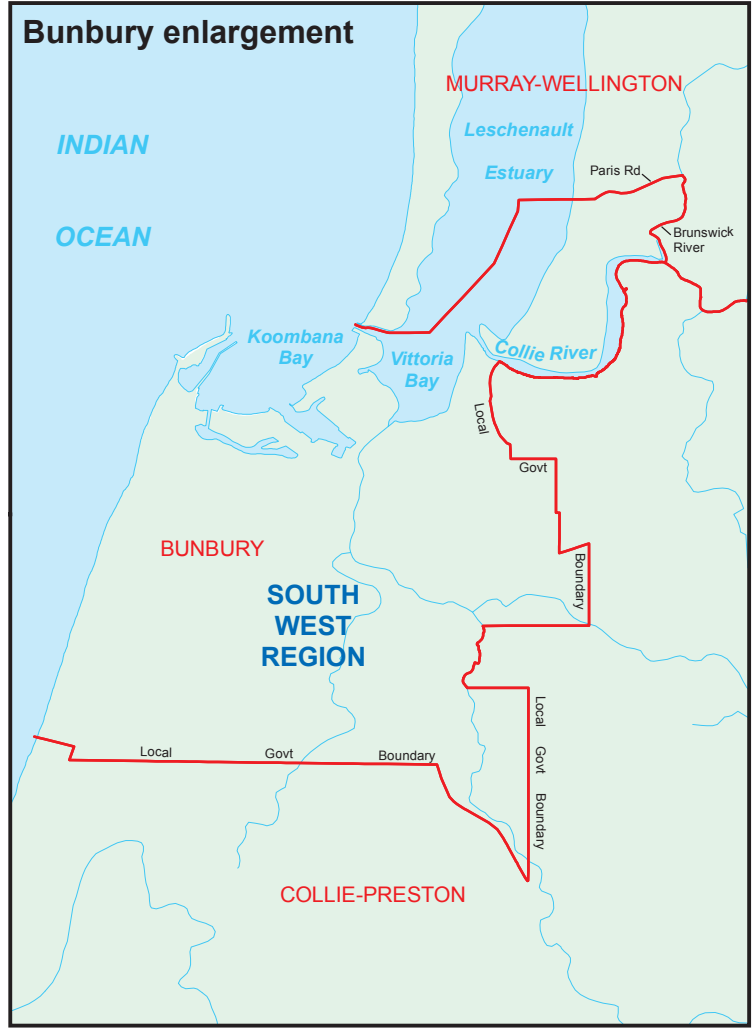 Bunbury enlargement
MURRAY-WELLINGTON
INDIAN
OCEAN
Leschenault
Estuary
Paris Rd
Brunswick
River
Koombana
Bay
Vittoria
Bay
Collie River
Local
Govt
Boundary
BUNBURY
SOUTH
WEST
REGION
Local
Govt
Boundary
Local Govt Boundary
COLLIE-PRESTON